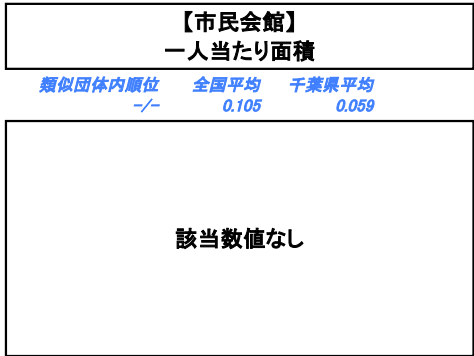 【市民会館】
一人当たり面積
類似団体内順位 全国平均 千葉県平均
-/- 0.105 0.059
該当数値なし